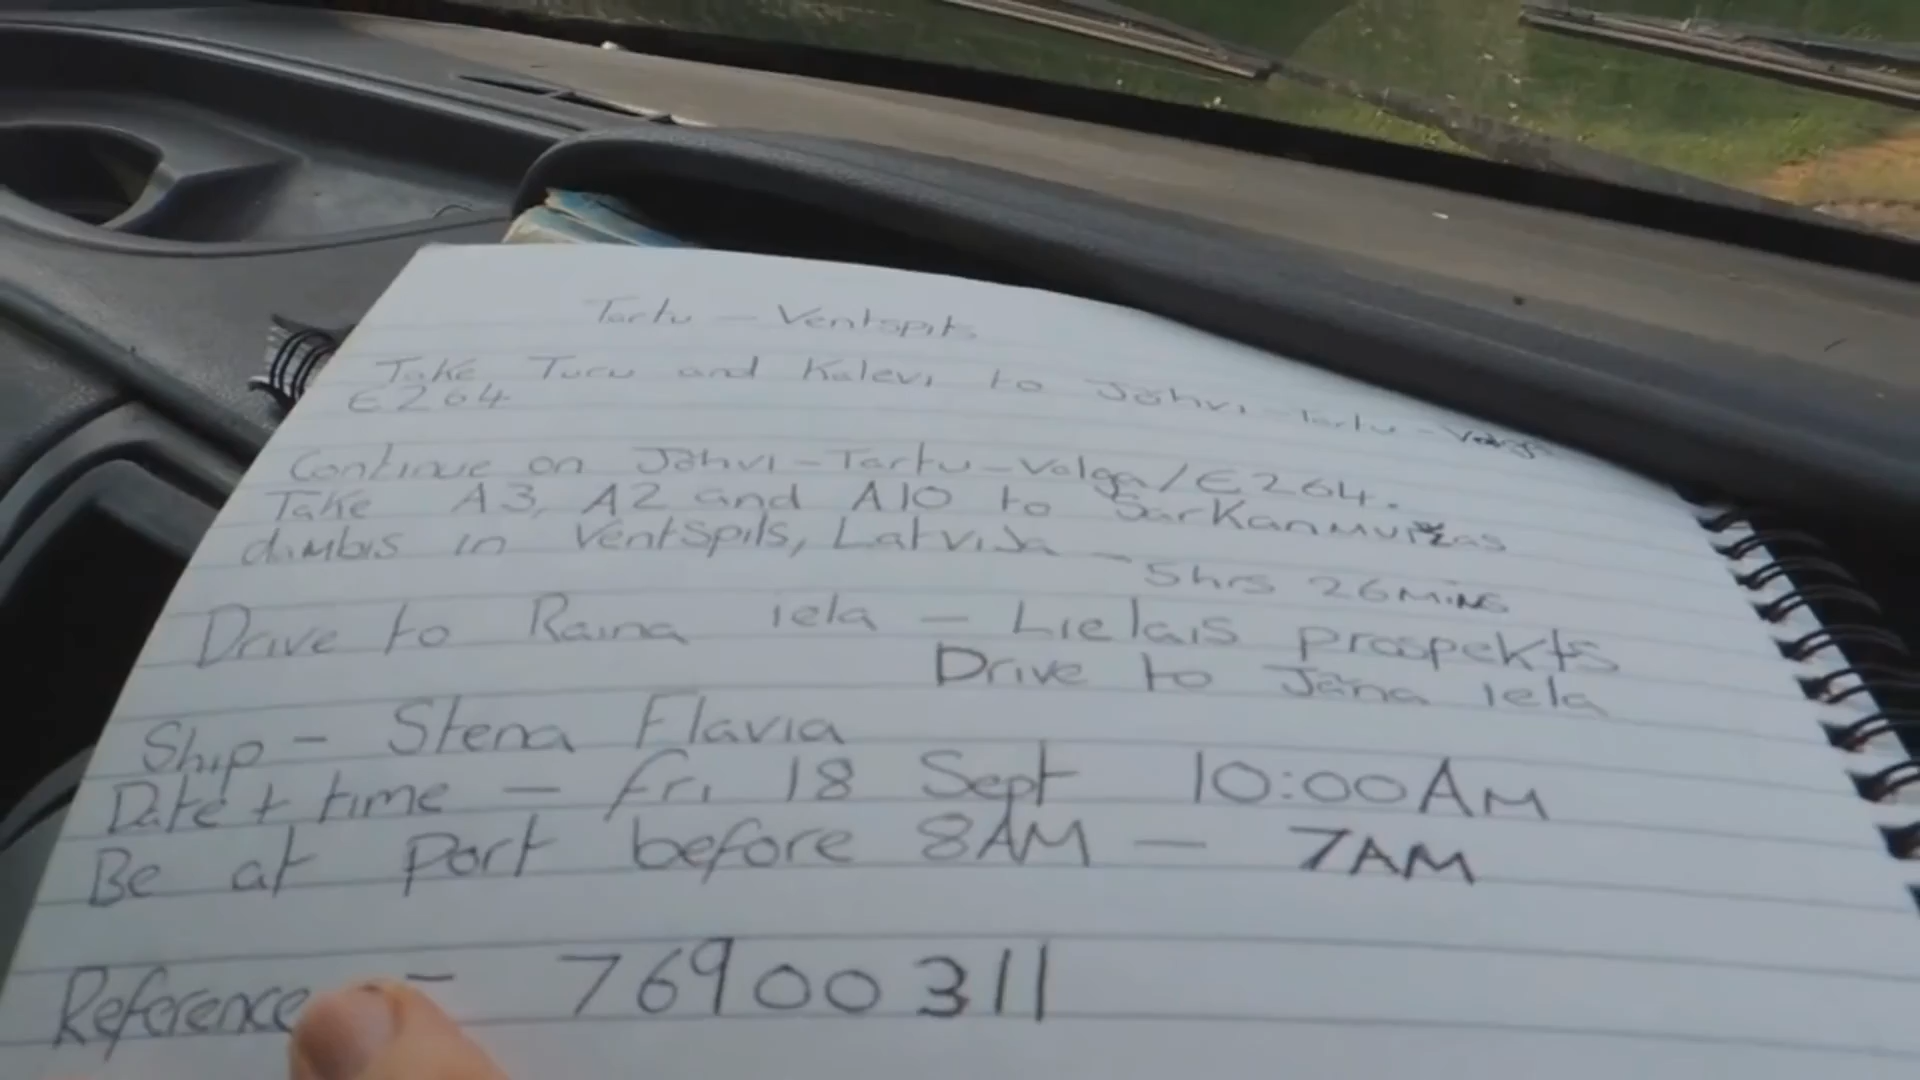 Tartu - Ventspils
Take Turu and Kalevi to Jõhvi-Tartu-Valga
E264
Continue on Jõhvi-Tartu-Valga/E264.
Take A3, A2 and A10 to Sarkanmuižas
dambis in Ventspils, Latvija - 5hrs 26mins
Drive to Raina iela - Lielais prospekts
Drive to Jāna iela
Ship - Stena Flavia
Date + time - Fri 18 Sept 10:00AM
Be at port before 8AM - 7AM
Reference - 76900311